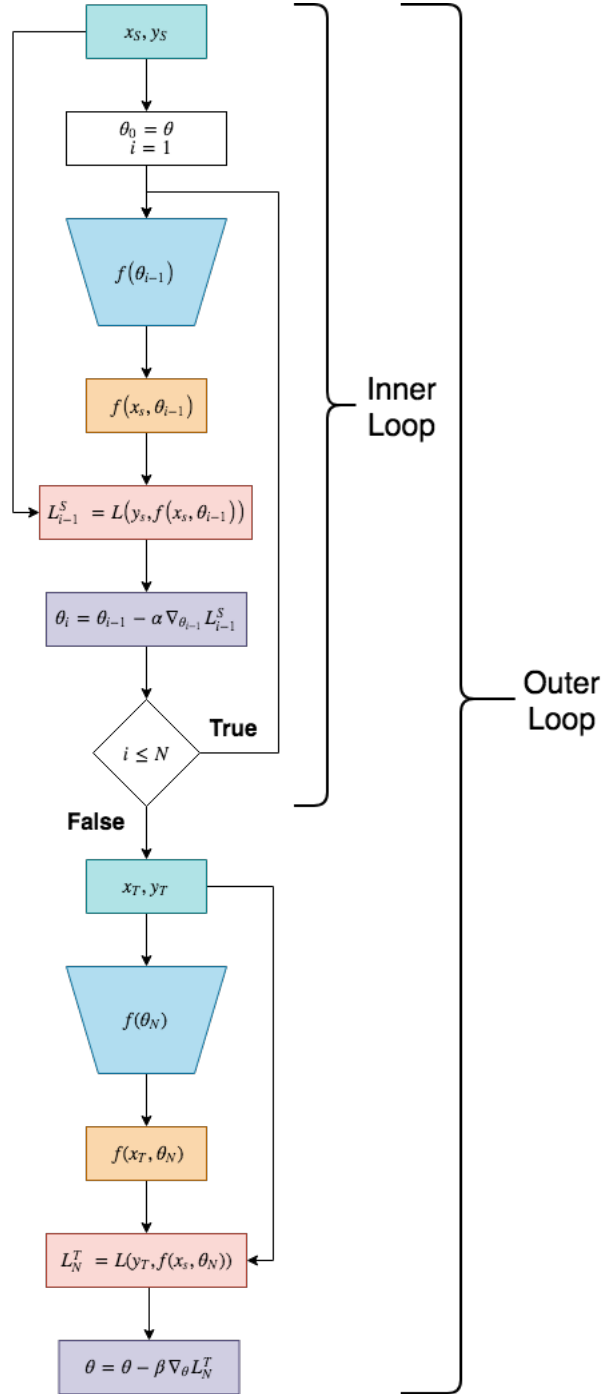 x_S, y_S
θ_0 = θ
i = 1
f(θ_{i−1})
f(x_s, θ_{i−1})
L^S_{i−1} = L(y_s, f(x_s, θ_{i−1}))
θ_i = θ_{i−1} − α ∇_{θ_{i−1}} L^S_{i−1}
i ≤ N
True
False
Inner
Loop
x_T, y_T
f(θ_N)
f(x_T, θ_N)
L^T_N = L(y_T, f(x_s, θ_N))
θ = θ − β ∇_θ L^T_N
Outer
Loop